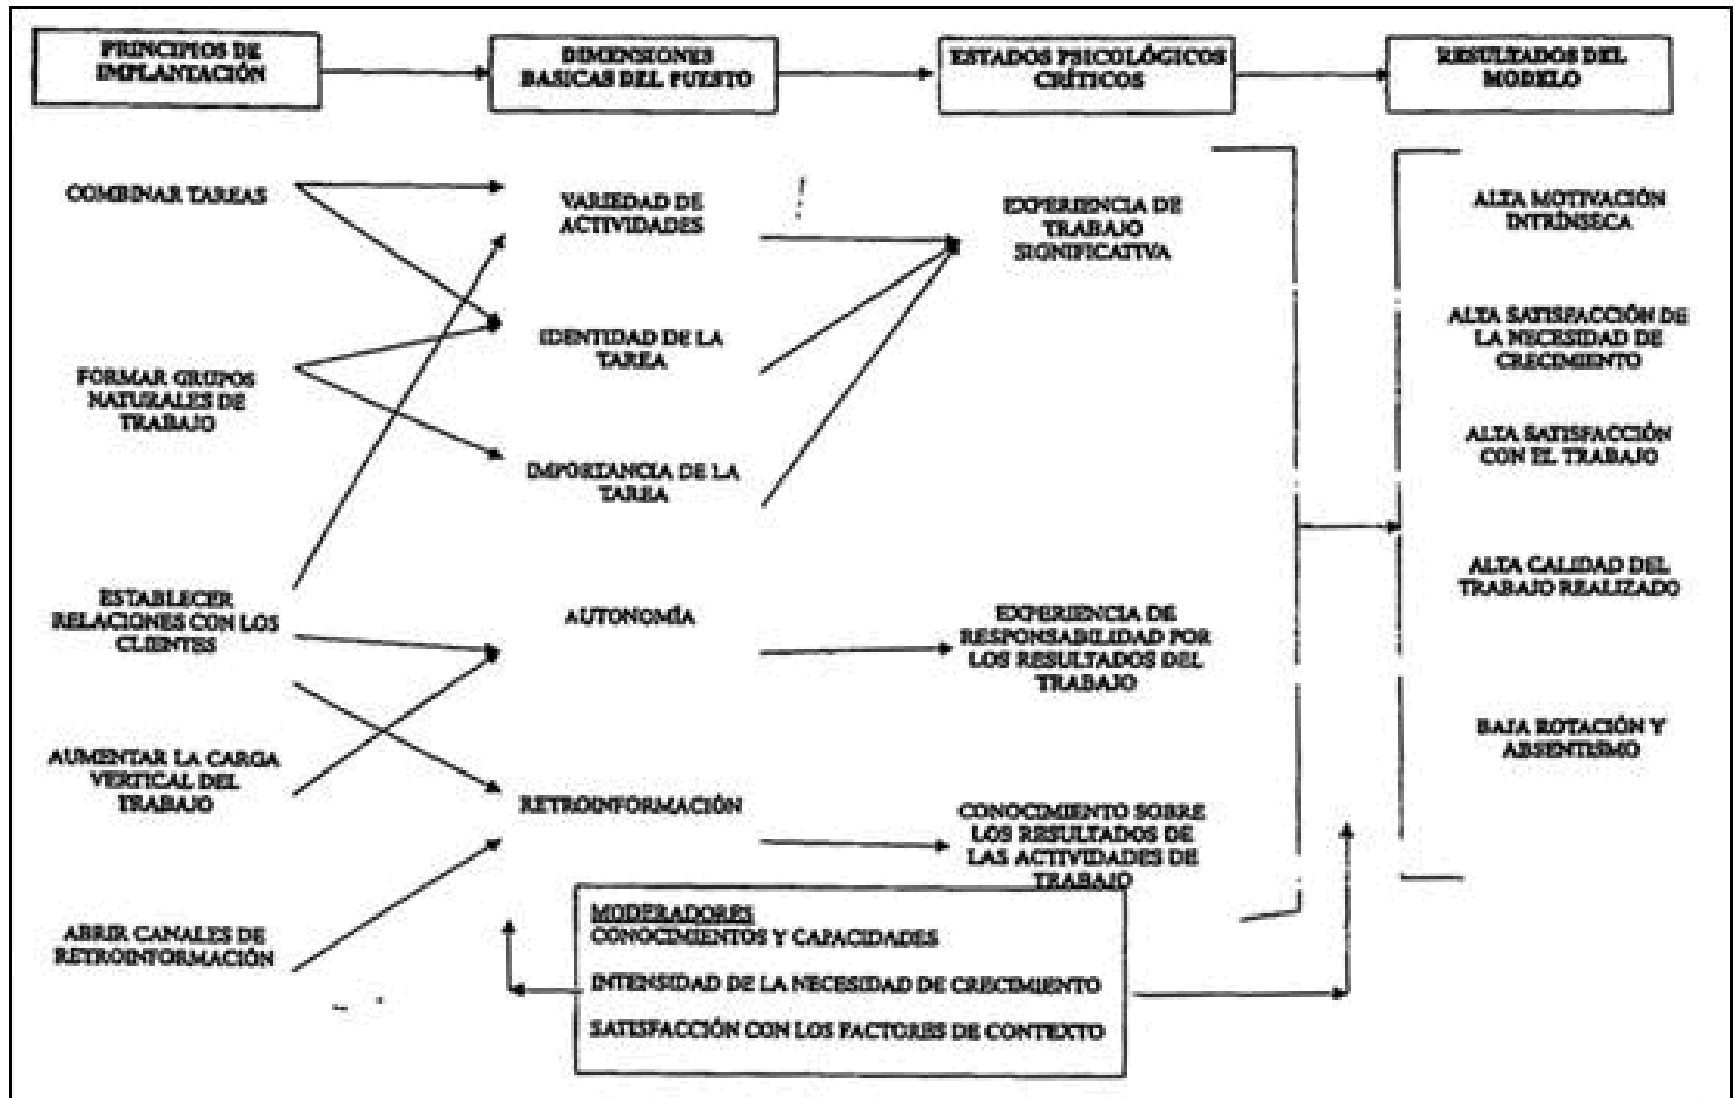 PRINCIPIOS DE
IMPLANTACIÓN
DIMENSIONES
BASICAS DEL PUESTO
ESTADOS PSICOLÓGICOS
CRÍTICOS
RESULTADOS DEL
MODELO
COMBINAR TAREAS
FORMAR GRUPOS
NATURALES DE
TRABAJO
ESTABLECER
RELACIONES CON LOS
CLIENTES
AUMENTAR LA CARGA
VERTICAL DEL
TRABAJO
ABRIR CANALES DE
RETROINFORMACIÓN
VARIEDAD DE
ACTIVIDADES
IDENTIDAD DE LA
TAREA
IMPORTANCIA DE LA
TAREA
AUTONOMÍA
RETROINFORMACIÓN
EXPERIENCIA DE
TRABAJO
SIGNIFICATIVA
EXPERIENCIA DE
RESPONSABILIDAD POR
LOS RESULTADOS DEL
TRABAJO
CONOCIMIENTO SOBRE
LOS RESULTADOS DE
LAS ACTIVIDADES DE
TRABAJO
ALTA MOTIVACIÓN
INTRÍNSECA
ALTA SATISFACCIÓN DE
LA NECESIDAD DE
CRECIMIENTO
ALTA SATISFACCIÓN
CON EL TRABAJO
ALTA CALIDAD DEL
TRABAJO REALIZADO
BAJA ROTACIÓN Y
ABSENTISMO
MODERADORES
CONOCIMIENTOS Y CAPACIDADES
INTENSIDAD DE LA NECESIDAD DE CRECIMIENTO
SATISFACCIÓN CON LOS FACTORES DE CONTEXTO